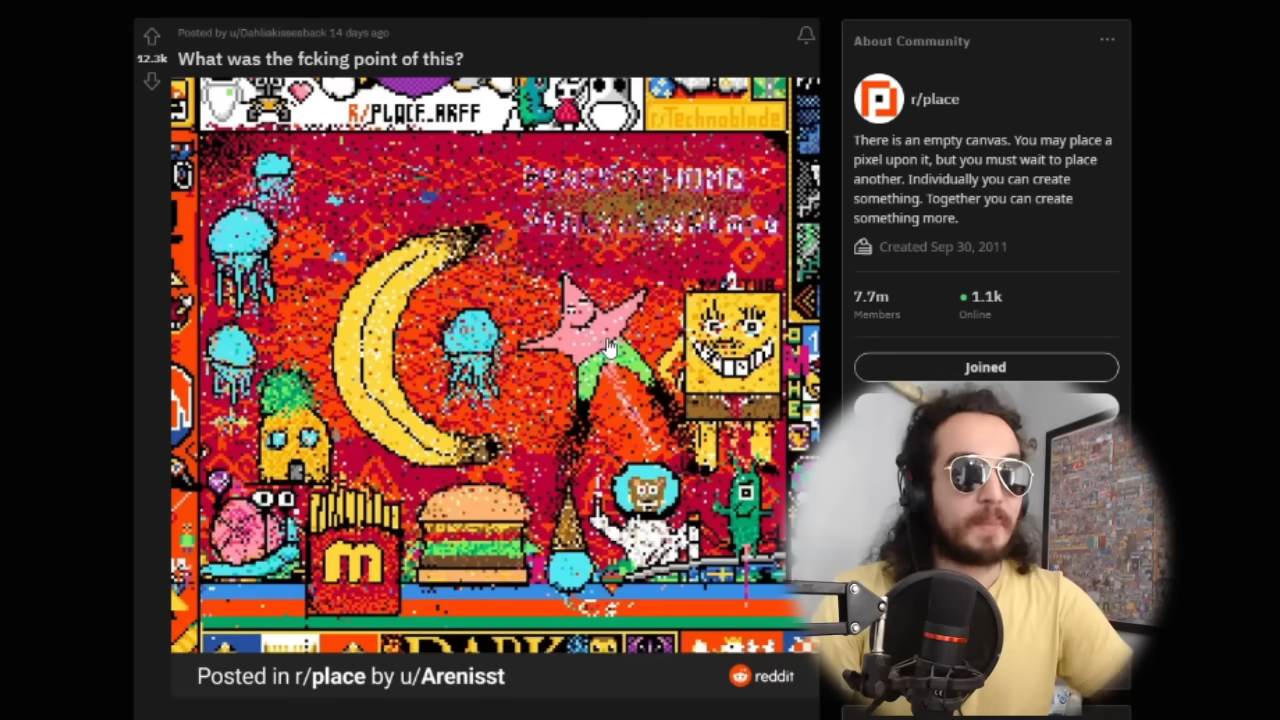 Posted by u/Dahliakisseeback 14 days ago
12.3k
What was the fcking point of this?
R/PLACE_ARFF
r/Technoblade
m
DARK
Posted in r/place by u/Arenisst
reddit
About Community
r/place
There is an empty canvas. You may place a
pixel upon it, but you must wait to place
another. Individually you can create
something. Together you can create
something more.
Created Sep 30, 2011
7.7m
1.1k
Members
Online
Joined